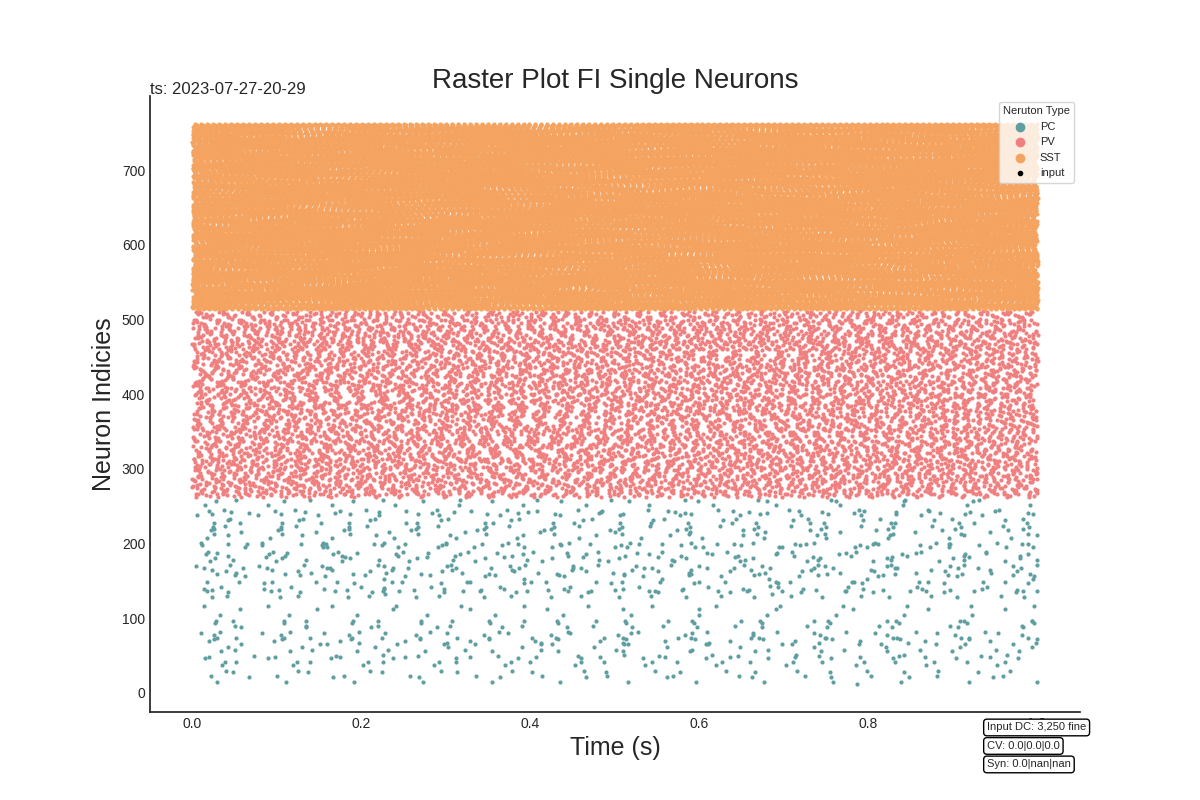 Raster Plot FI Single Neurons
ts: 2023-07-27-20-29
Neruton Type
PC
PV
SST
input
Neuron Indicies
700
600
500
400
300
200
100
0
0.0 0.2 0.4 0.6 0.8
Time (s)
Input DC: 3,250 fine
CV: 0.0|0.0|0.0
Syn: 0.0|nan|nan